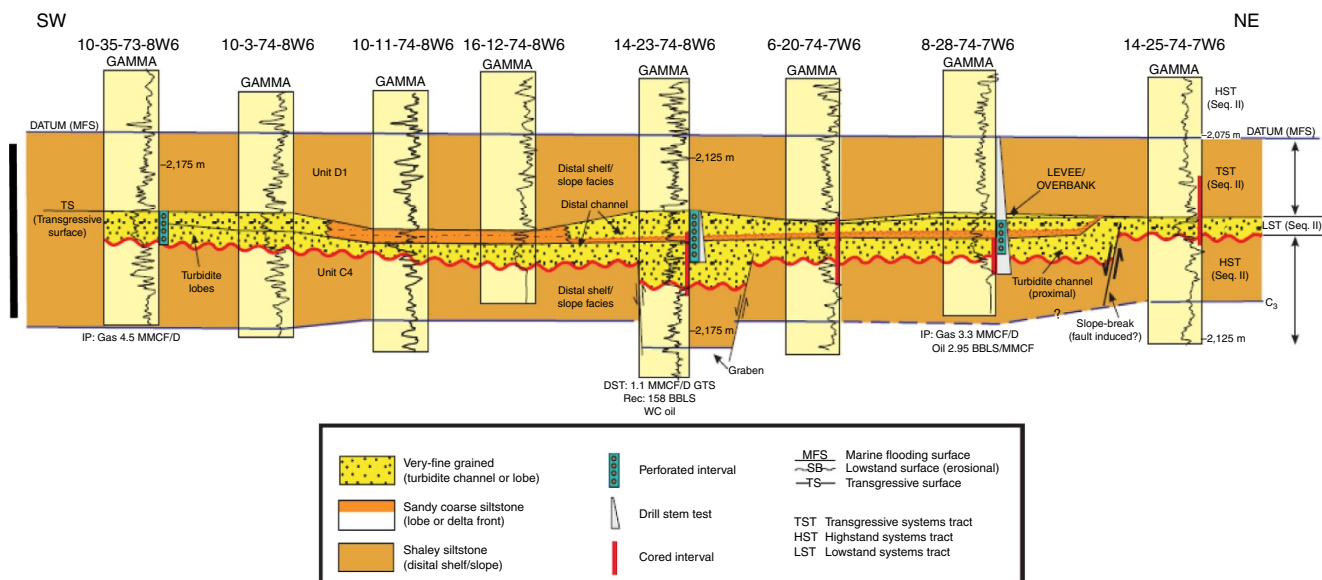 SW
NE
10-35-73-8W6
10-3-74-8W6
10-11-74-8W6
16-12-74-8W6
14-23-74-8W6
6-20-74-7W6
8-28-74-7W6
14-25-74-7W6
GAMMA
GAMMA
GAMMA
GAMMA
GAMMA
GAMMA
GAMMA
GAMMA
HST
(Seq. II)
DATUM (MFS)
–2,075 m
DATUM (MFS)
–2,175 m
–2,125 m
Unit D1
Distal shelf/
slope facies
Distal channel
LEVEE/
OVERBANK
TST
(Seq. II)
TS
(Transgressive
surface)
LST (Seq. II)
Turbidite
lobes
Unit C4
Distal shelf/
slope facies
Turbidite channel
(proximal)
HST
(Seq. II)
C3
?
Slope-break
(fault induced?)
–2,175 m
–2,125 m
IP: Gas 4.5 MMCF/D
Graben
IP: Gas 3.3 MMCF/D
Oil 2.95 BBLS/MMCF
DST: 1.1 MMCF/D GTS
Rec: 158 BBLS
WC oil
Very-fine grained
(turbidite channel or lobe)
Sandy coarse siltstone
(lobe or delta front)
Shaley siltstone
(disital shelf/slope)
Perforated interval
Drill stem test
Cored interval
MFS Marine flooding surface
SB Lowstand surface (erosional)
TS Transgressive surface
TST Transgressive systems tract
HST Highstand systems tract
LST Lowstand systems tract